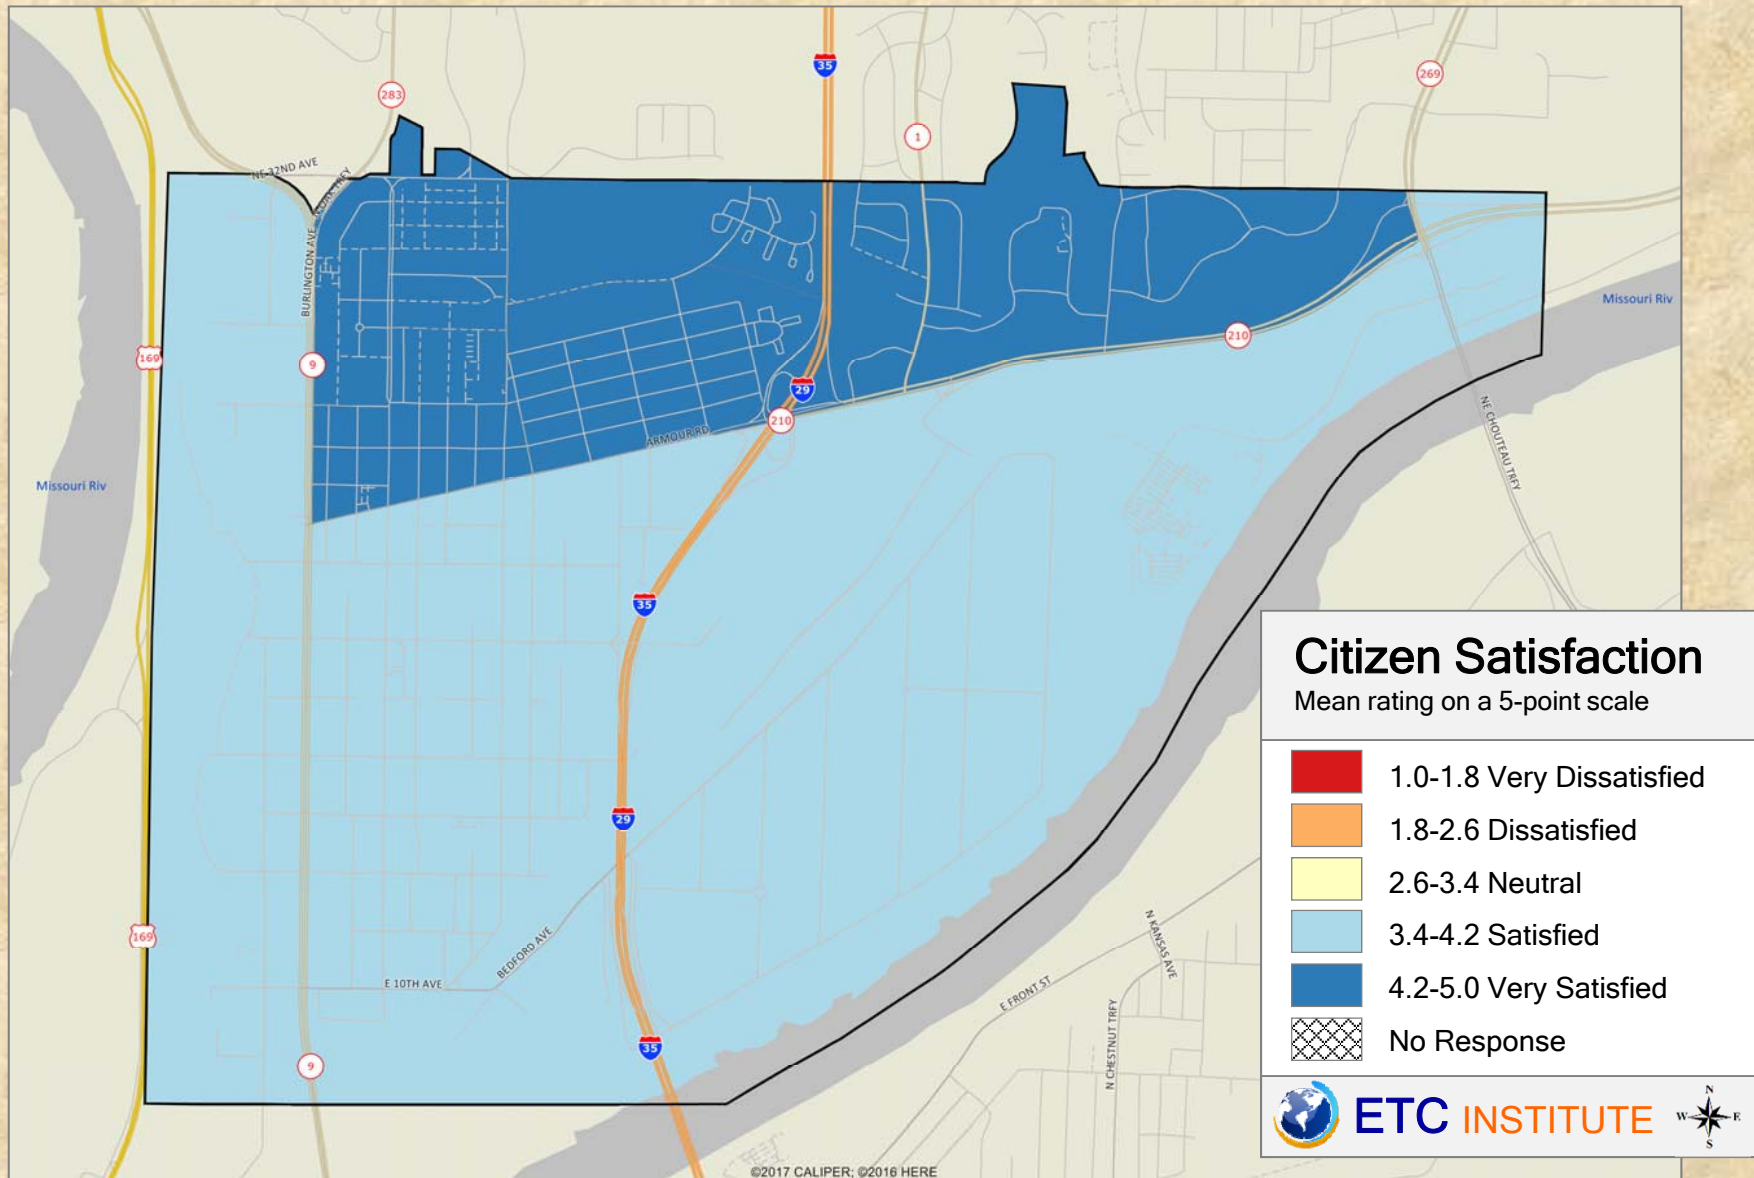 35
283
269
1
NE 32ND AVE
N OAK TRFY
BURLINGTON AVE
Missouri Riv
210
169
9
29
210
ARMOUR RD
NE CHOUTEAU TRFY
Missouri Riv
35
Citizen Satisfaction
Mean rating on a 5-point scale
1.0-1.8 Very Dissatisfied
1.8-2.6 Dissatisfied
2.6-3.4 Neutral
3.4-4.2 Satisfied
4.2-5.0 Very Satisfied
No Response
29
169
BEDFORD AVE
E 10TH AVE
N KANSAS AVE
E FRONT ST
N CHESTNUT TRFY
35
9
ETC INSTITUTE
N
W E
S
©2017 CALIPER; ©2016 HERE